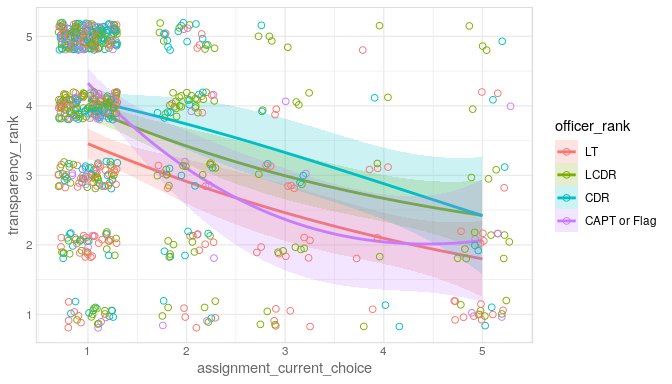 5
4
3
2
1
transparency_rank
1
2
3
4
5
assignment_current_choice
officer_rank
LT
LCDR
CDR
CAPT or Flag